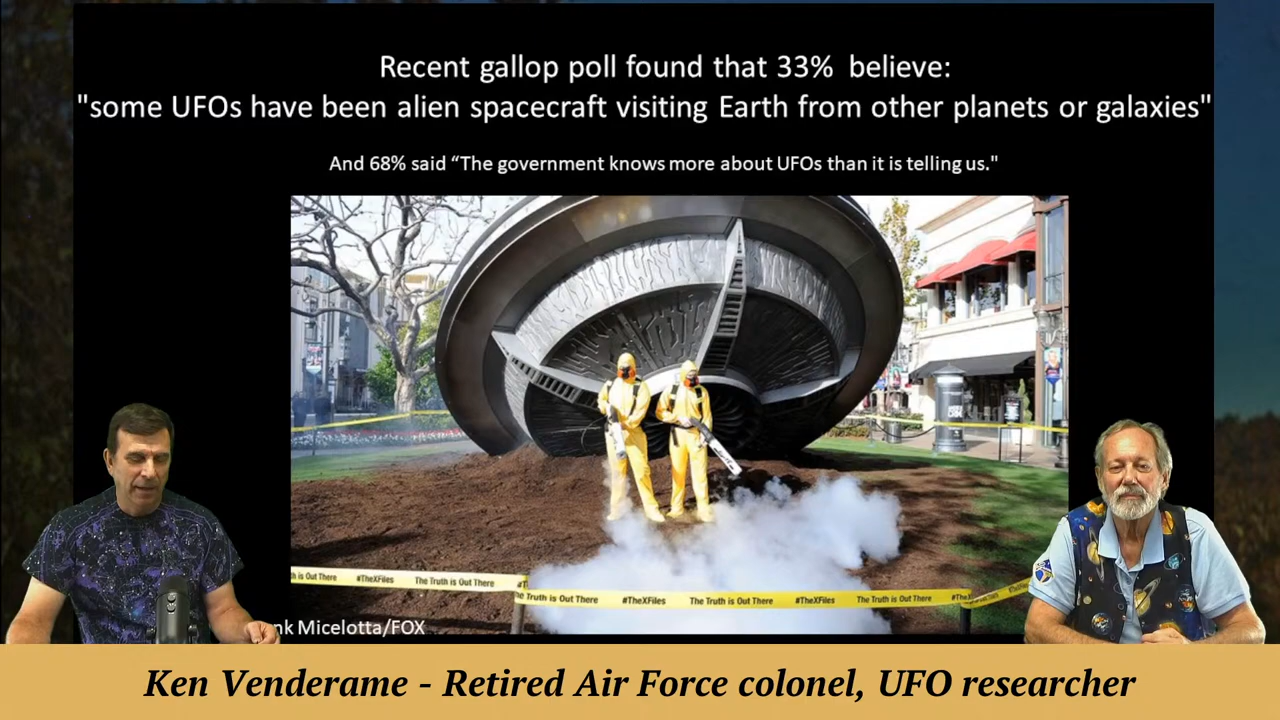 Recent gallop poll found that 33% believe:
"some UFOs have been alien spacecraft visiting Earth from other planets or galaxies"
And 68% said “The government knows more about UFOs than it is telling us."
th is Out There #TheXFiles The Truth is Out There
The Truth is Out There #TheXFiles The Truth is Out There #TheXFiles The Truth is Out There
nk Micelotta/FOX
Ken Venderame - Retired Air Force colonel, UFO researcher